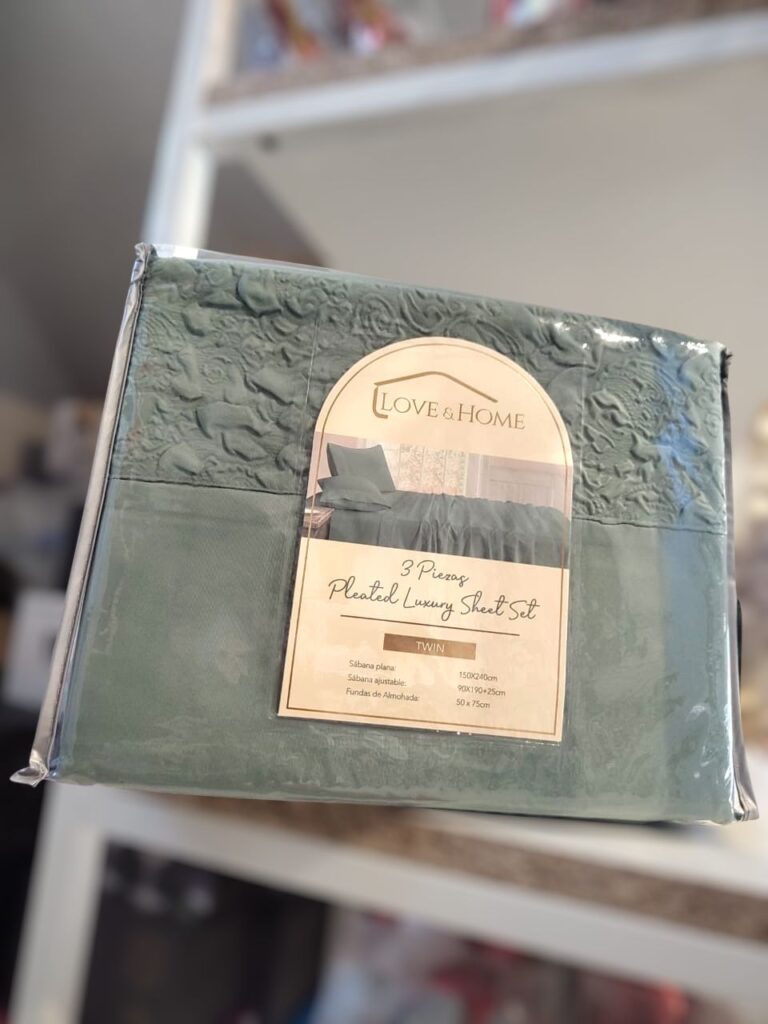 LOVE & HOME
3 Piezas
Pleated Luxury Sheet Set
TWIN
Sábana plana: 150X240cm
Sábana ajustable: 90X190+25cm
Fundas de Almohada: 50 x 75cm